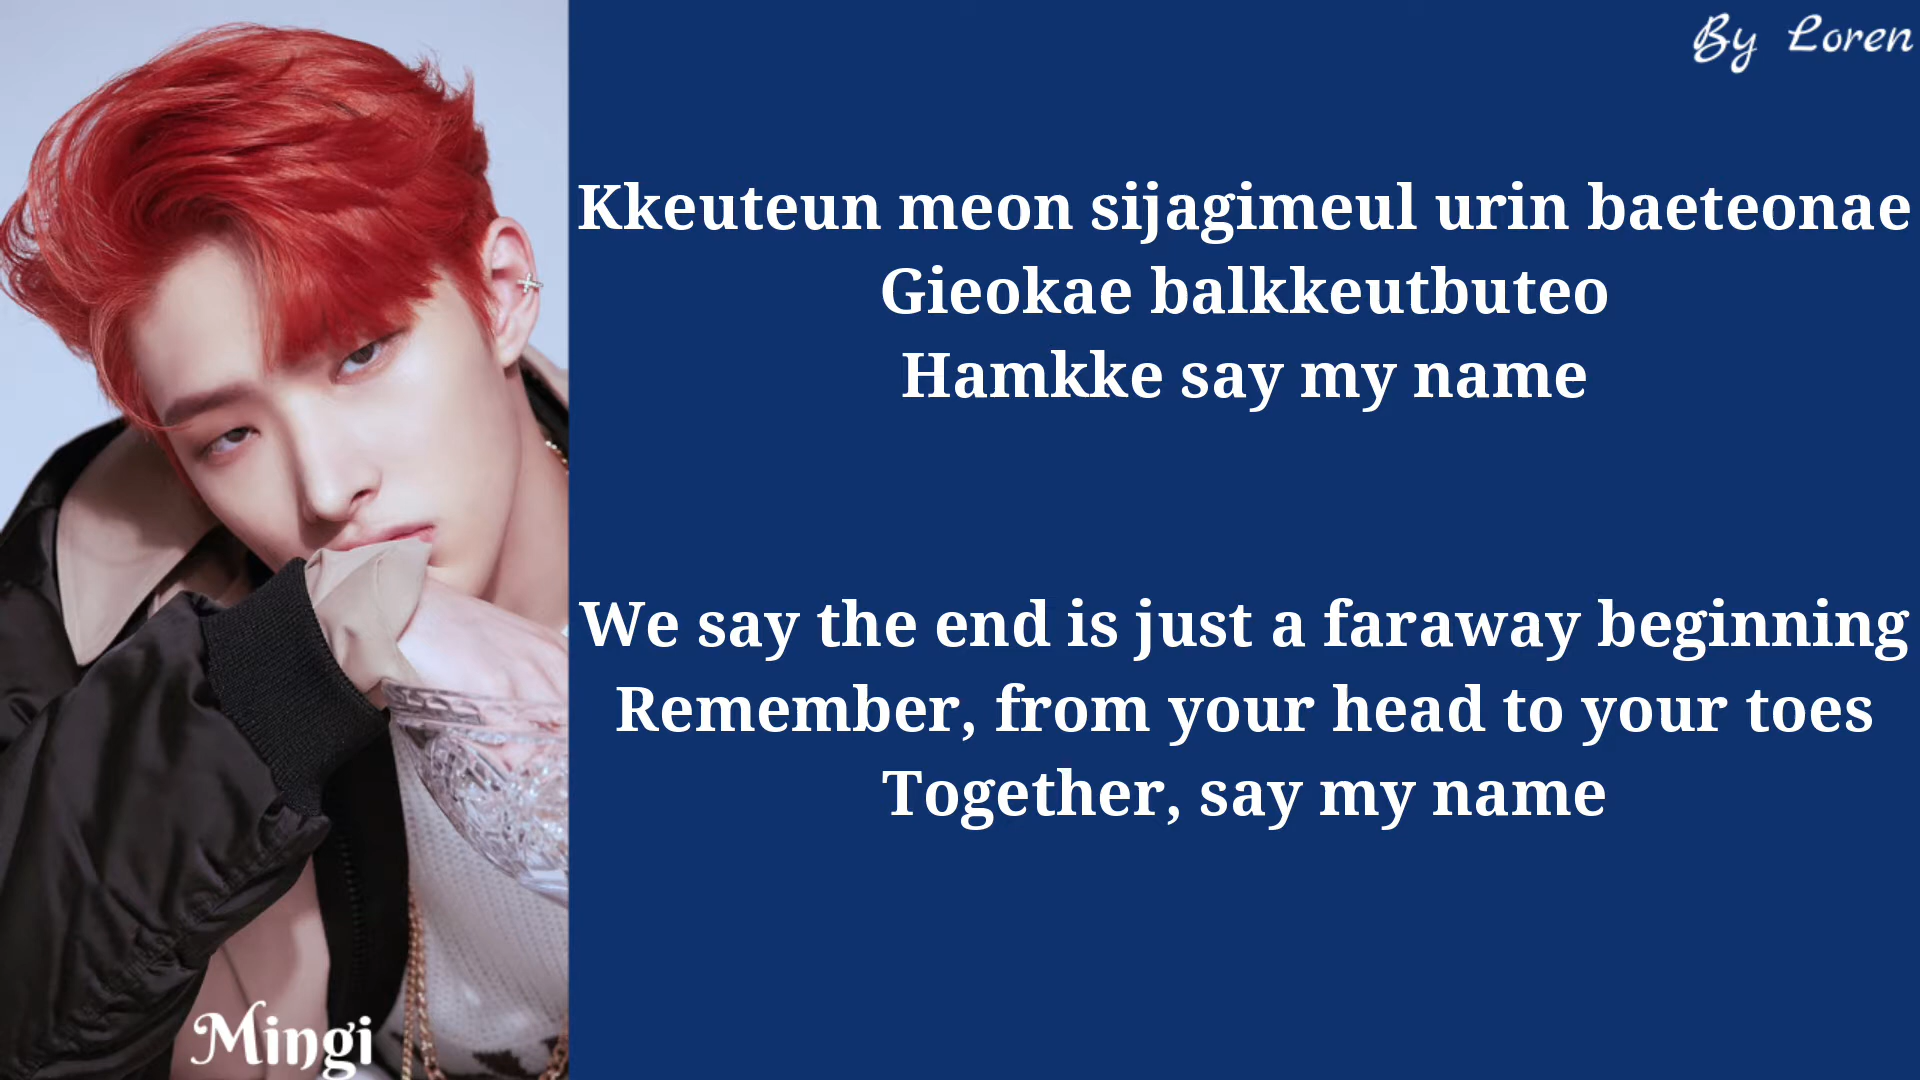 By Loren
Kkeuteun meon sijagimeul urin baeteonae
Gieokae balkkeutbuteo
Hamkke say my name
We say the end is just a faraway beginning
Remember, from your head to your toes
Together, say my name
Mingi